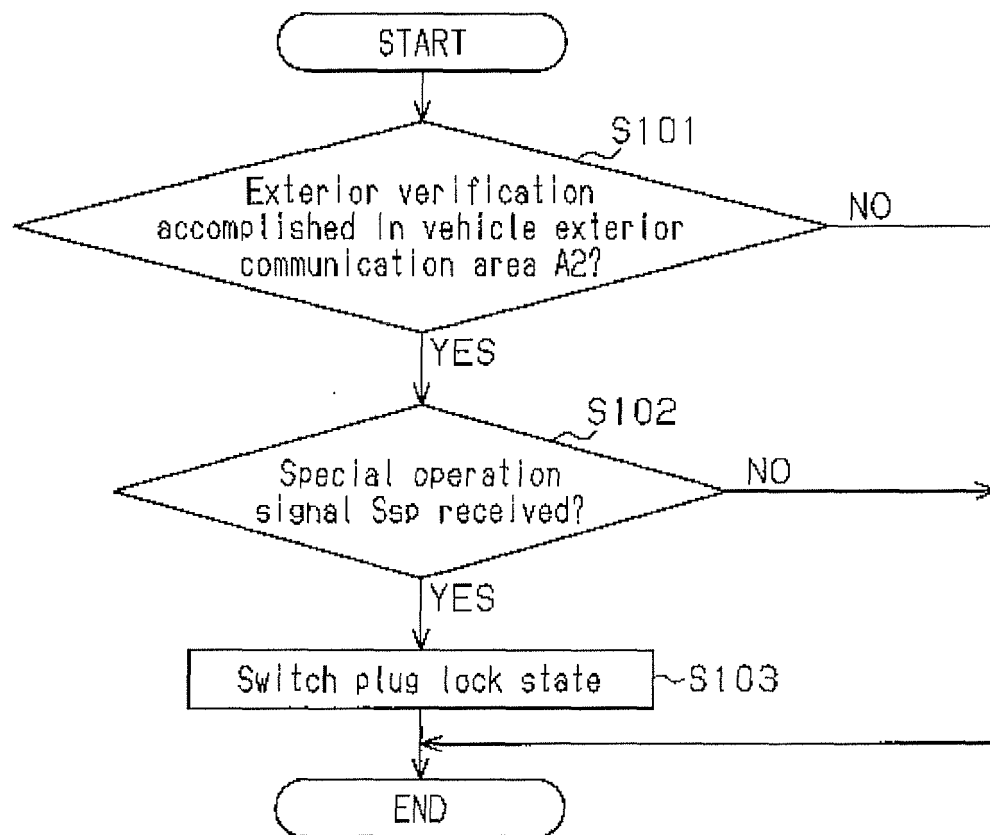 START
S101
Exterior verification
accomplished in vehicle exterior
communication area A2?
NO
YES
S102
Special operation
signal Ssp received?
NO
YES
Switch plug lock state
S103
END